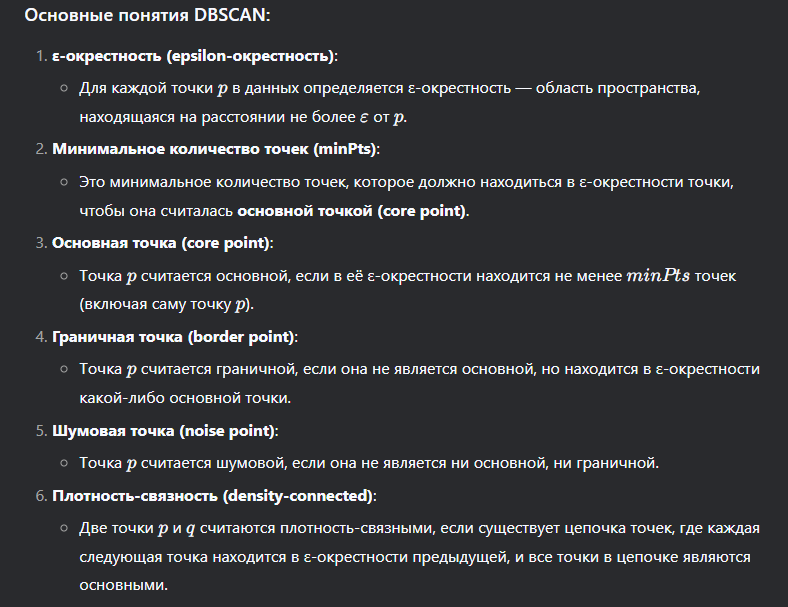 Основные понятия DBSCAN:
1. ε-окрестность (epsilon-окрестность):
○ Для каждой точки p в данных определяется ε-окрестность — область пространства,
находящаяся на расстоянии не более ε от p.
2. Минимальное количество точек (minPts):
○ Это минимальное количество точек, которое должно находиться в ε-окрестности точки,
чтобы она считалась основной точкой (core point).
3. Основная точка (core point):
○ Точка p считается основной, если в её ε-окрестности находится не менее minPts точек
(включая саму точку p).
4. Граничная точка (border point):
○ Точка p считается граничной, если она не является основной, но находится в ε-окрестности
какой-либо основной точки.
5. Шумовая точка (noise point):
○ Точка p считается шумовой, если она не является ни основной, ни граничной.
6. Плотность-связность (density-connected):
○ Две точки p и q считаются плотность-связными, если существует цепочка точек, где каждая
следующая точка находится в ε-окрестности предыдущей, и все точки в цепочке являются
основными.